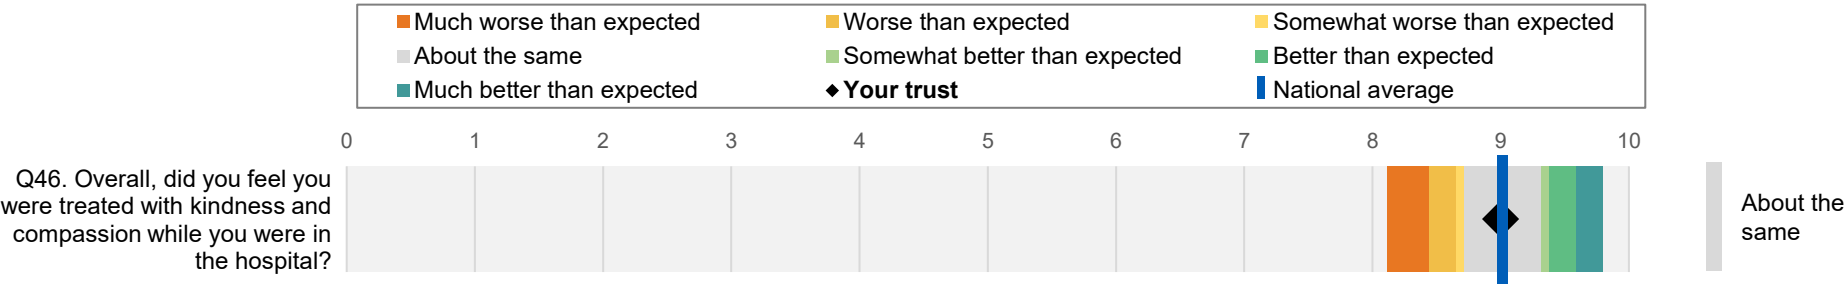 Much worse than expected
Worse than expected
Somewhat worse than expected
About the same
Somewhat better than expected
Better than expected
Much better than expected
Your trust
National average
0 1 2 3 4 5 6 7 8 9 10
Q46. Overall, did you feel you
were treated with kindness and
compassion while you were in
the hospital?
About the
same